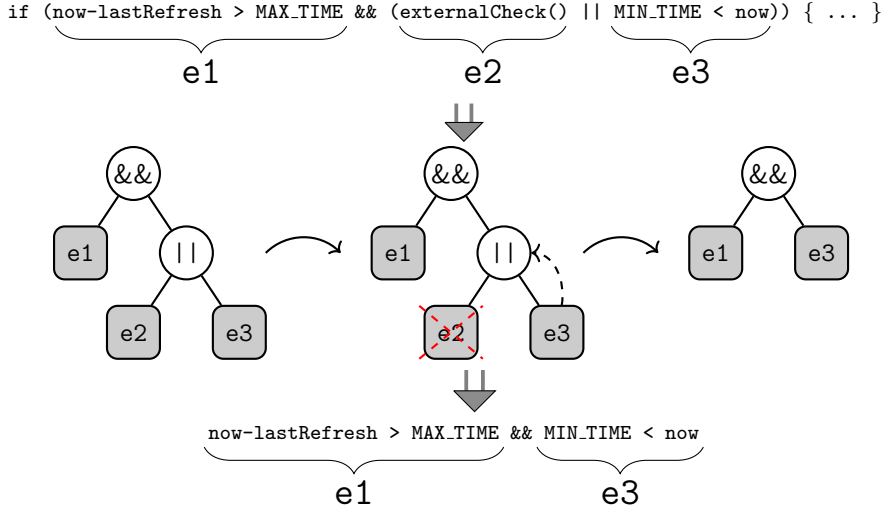 if (now-lastRefresh > MAX_TIME && (externalCheck() || MIN_TIME < now)) { ... }
e1 e2 e3
&& && &&
e1 || e1 || e1 e3
e2 e3 e2 e3
now-lastRefresh > MAX_TIME && MIN_TIME < now
e1 e3